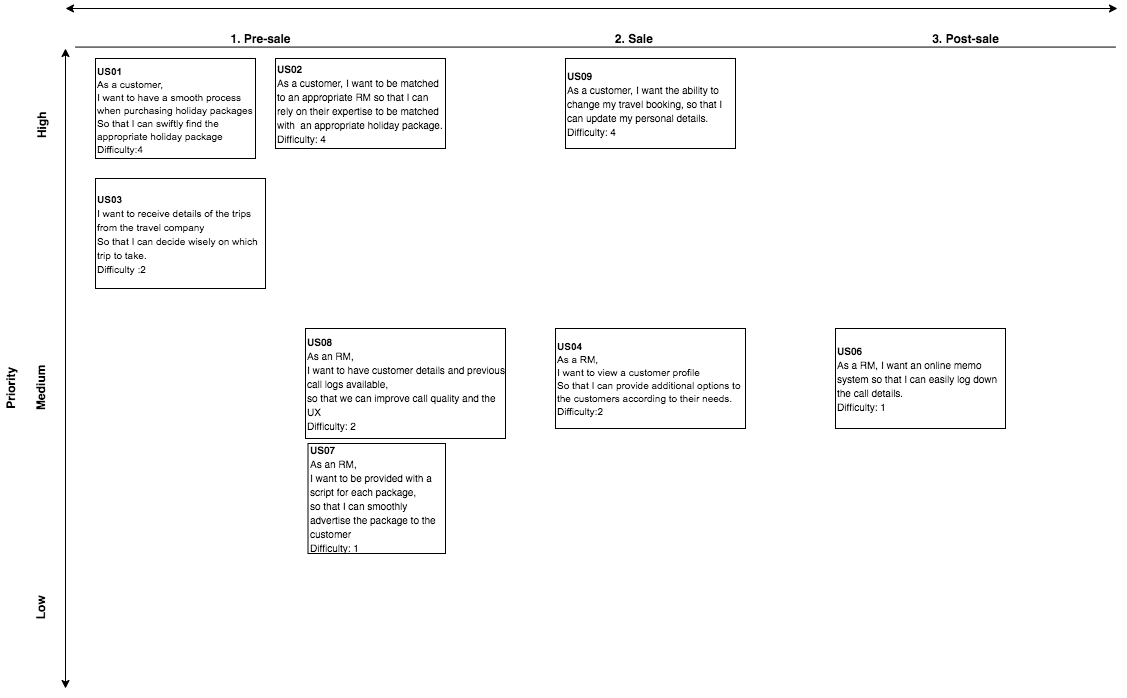 1. Pre-sale
2. Sale
3. Post-sale
Priority
High
US01
As a customer,
I want to have a smooth process
when purchasing holiday packages
So that I can swiftly find the
appropriate holiday package
Difficulty:4
US02
As a customer, I want to be matched
to an appropriate RM so that I can
rely on their expertise to be matched
with an appropriate holiday package.
Difficulty: 4
US09
As a customer, I want the ability to
change my travel booking, so that I
can update my personal details.
Difficulty: 4
US03
I want to receive details of the trips
from the travel company
So that I can decide wisely on which
trip to take.
Difficulty :2
Medium
US08
As an RM,
I want to have customer details and previous
call logs available,
so that we can improve call quality and the
UX
Difficulty: 2
US04
As a RM,
I want to view a customer profile
So that I can provide additional options to
the customers according to their needs.
Difficulty:2
US06
As a RM, I want an online memo
system so that I can easily log down
the call details.
Difficulty: 1
US07
As an RM,
I want to be provided with a
script for each package,
so that I can smoothly
advertise the package to the
customer
Difficulty: 1
Low